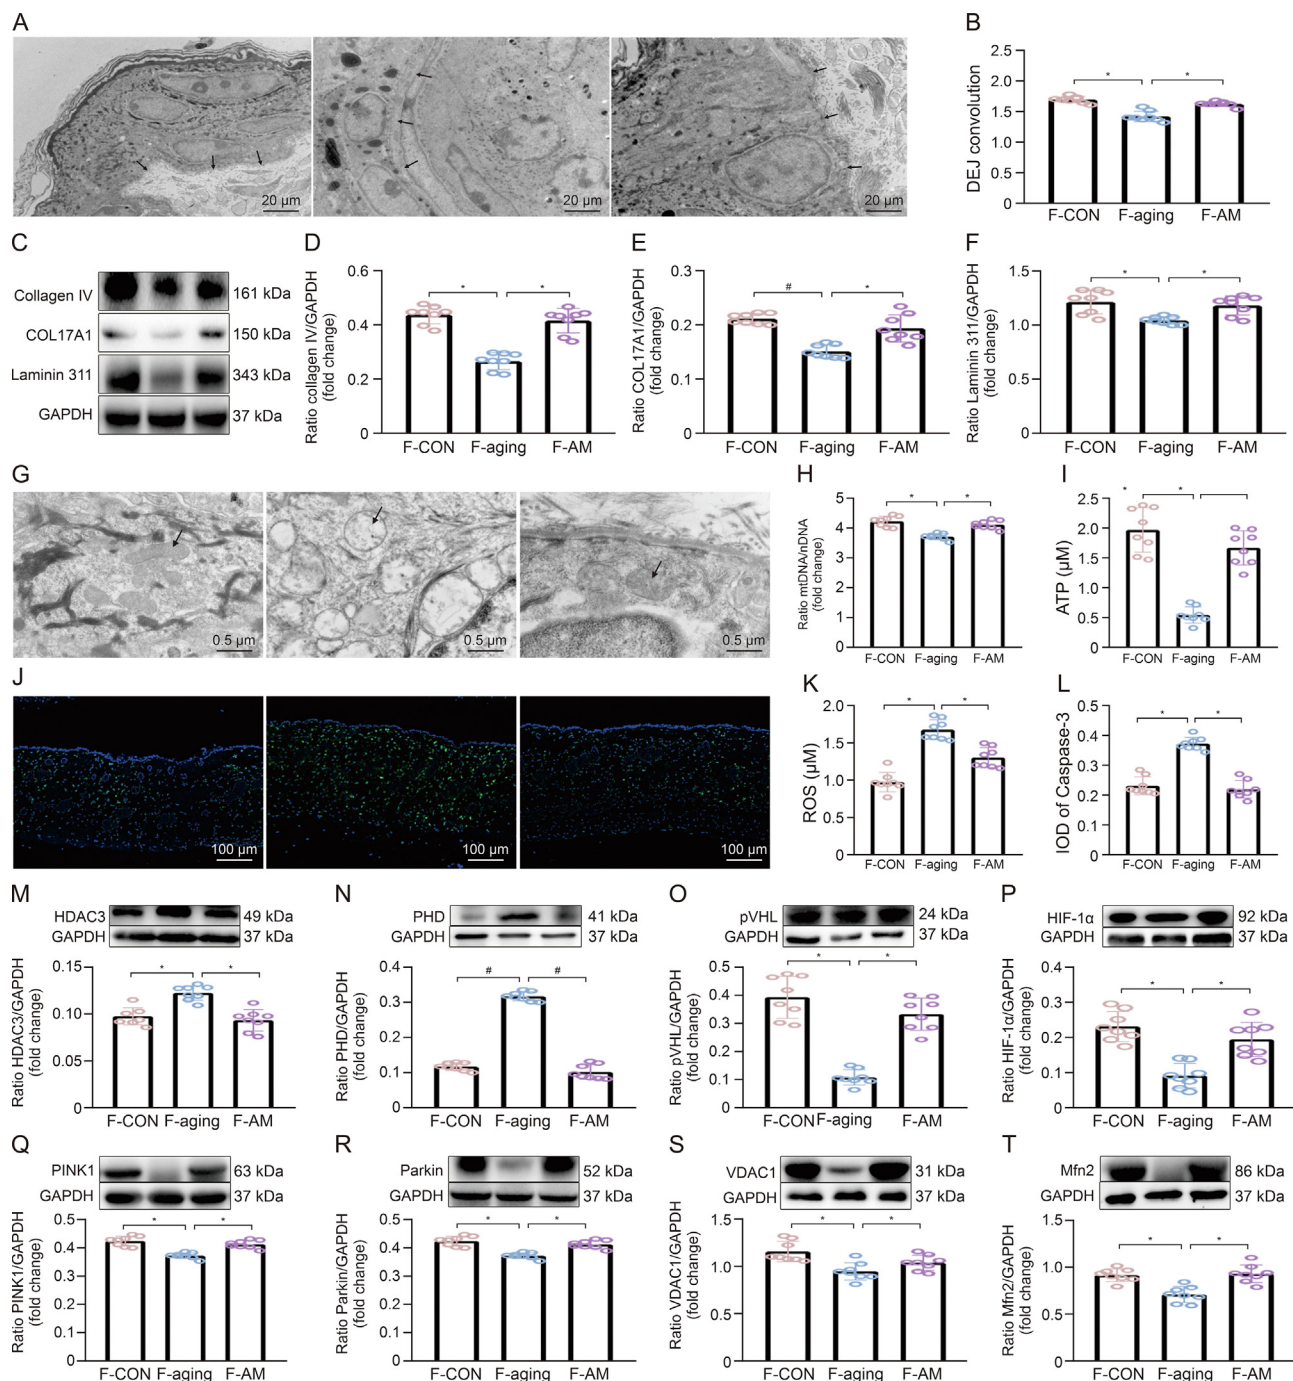 A
20 µm
20 µm
20 µm
B
DEJ convolution
2.5
2.0
1.5
1.0
0.5
0
* *
F-CON F-aging F-AM
C
Collagen IV 161 kDa
COL17A1 150 kDa
Laminin 311 343 kDa
GAPDH 37 kDa
D
Ratio collagen IV/GAPDH
(fold change)
0.6
0.4
0.2
0
* *
F-CON F-aging F-AM
E
Ratio COL17A1/GAPDH
(fold change)
0.3
0.2
0.1
0
# *
F-CON F-aging F-AM
F
Ratio Laminin 311/GAPDH
(fold change)
1.5
1.0
0.5
0
* *
F-CON F-aging F-AM
G
0.5 µm
0.5 µm
0.5 µm
H
Ratio mtDNA/nDNA
(fold change)
5
4
3
2
1
0
* *
F-CON F-aging F-AM
I
ATP (µM)
2.5
2.0
1.5
1.0
0.5
0
* *
F-CON F-aging F-AM
J
100 µm
100 µm
100 µm
K
ROS (µM)
2.0
1.5
1.0
0.5
0
* *
F-CON F-aging F-AM
L
IOD of Caspase-3
0.5
0.4
0.3
0.2
0.1
0
* *
F-CON F-aging F-AM
M
HDAC3 49 kDa
GAPDH 37 kDa
Ratio HDAC3/GAPDH
(fold change)
0.15
0.10
0.05
0
* *
F-CON F-aging F-AM
N
PHD 41 kDa
GAPDH 37 kDa
Ratio PHD/GAPDH
(fold change)
0.4
0.3
0.2
0.1
0
# #
F-CON F-aging F-AM
O
pVHL 24 kDa
GAPDH 37 kDa
Ratio pVHL/GAPDH
(fold change)
0.5
0.4
0.3
0.2
0.1
0
* *
F-CON F-aging F-AM
P
HIF-1α 92 kDa
GAPDH 37 kDa
Ratio HIF-1α/GAPDH
(fold change)
0.4
0.3
0.2
0.1
0
* *
F-CON F-aging F-AM
Q
PINK1 63 kDa
GAPDH 37 kDa
Ratio PINK1/GAPDH
(fold change)
0.5
0.4
0.3
0.2
0.1
0
* *
F-CON F-aging F-AM
R
Parkin 52 kDa
GAPDH 37 kDa
Ratio Parkin/GAPDH
(fold change)
0.5
0.4
0.3
0.2
0.1
0
* *
F-CON F-aging F-AM
S
VDAC1 31 kDa
GAPDH 37 kDa
Ratio VDAC1/GAPDH
(fold change)
1.5
1.0
0.5
0
* *
F-CON F-aging F-AM
T
Mfn2 86 kDa
GAPDH 37 kDa
Ratio Mfn2/GAPDH
(fold change)
1.5
1.0
0.5
0
* *
F-CON F-aging F-AM